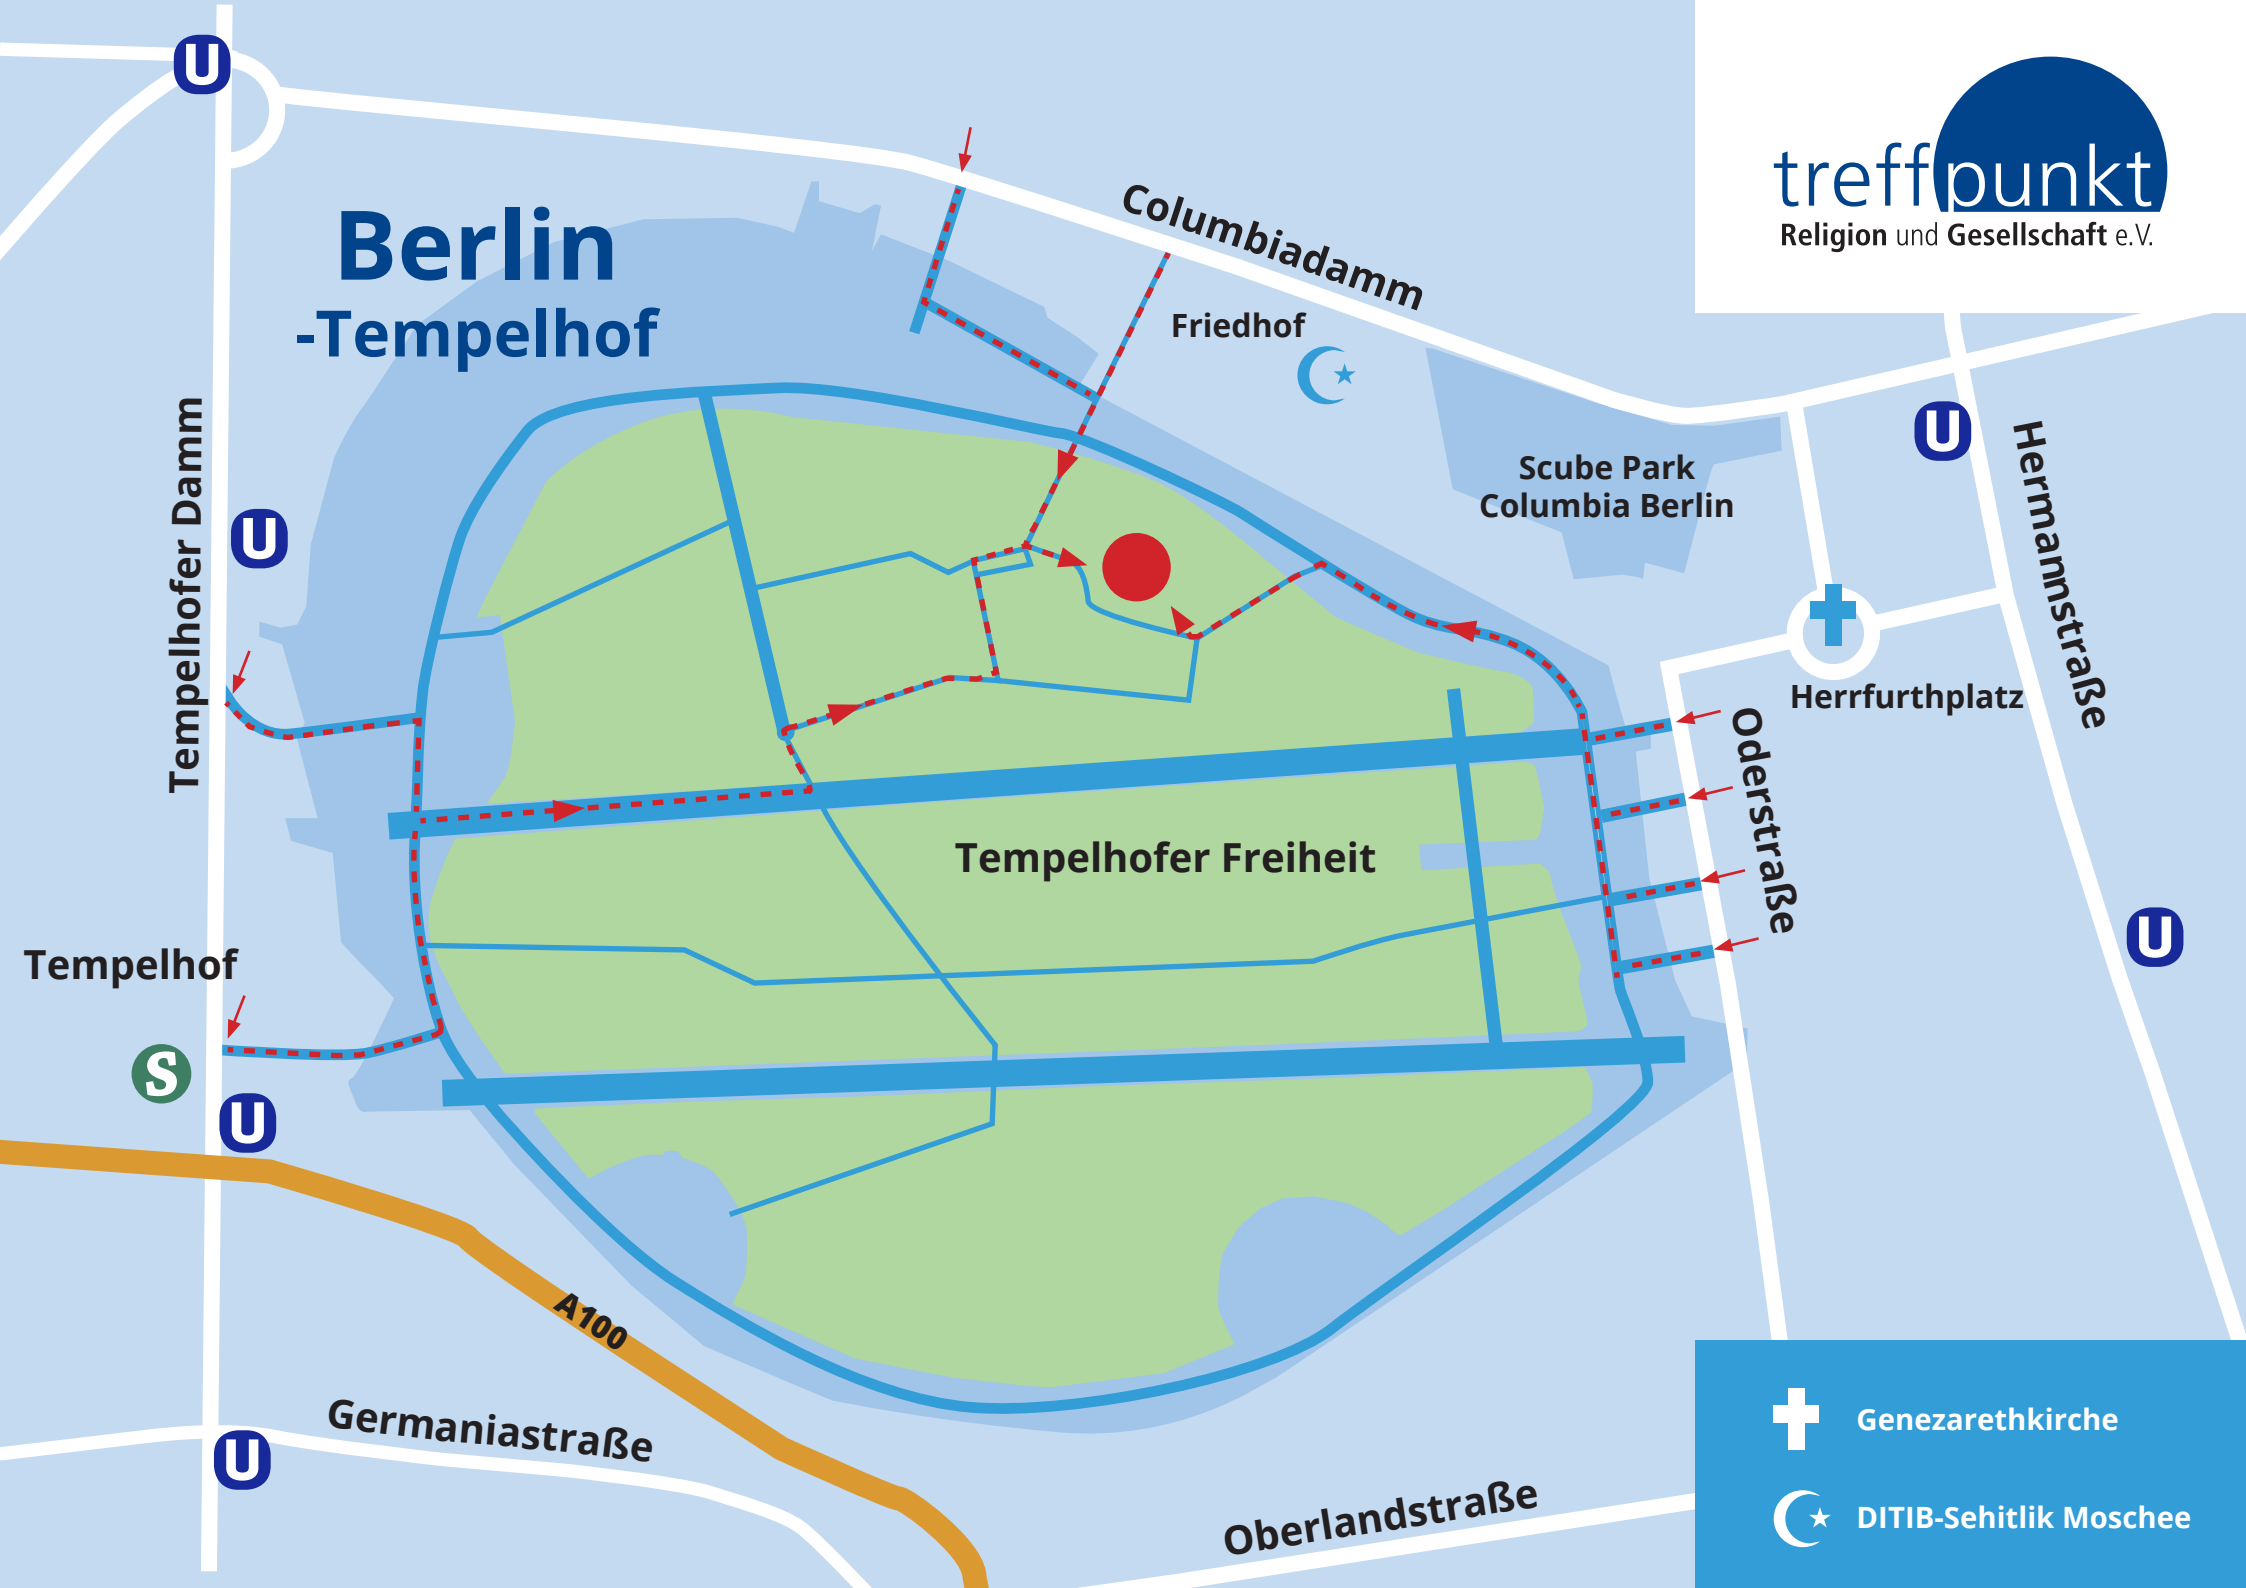 U
treffpunkt
Religion und Gesellschaft e.V.
Berlin
-Tempelhof
Columbiadamm
Friedhof
U
Hermannstraße
Scube Park
Columbia Berlin
Tempelhofer Damm
U
Herrfurthplatz
Oderstraße
Tempelhofer Freiheit
U
Tempelhof
S
U
A100
Germaniastraße
U
Oberlandstraße
Genezarethkirche
DITIB-Sehitlik Moschee